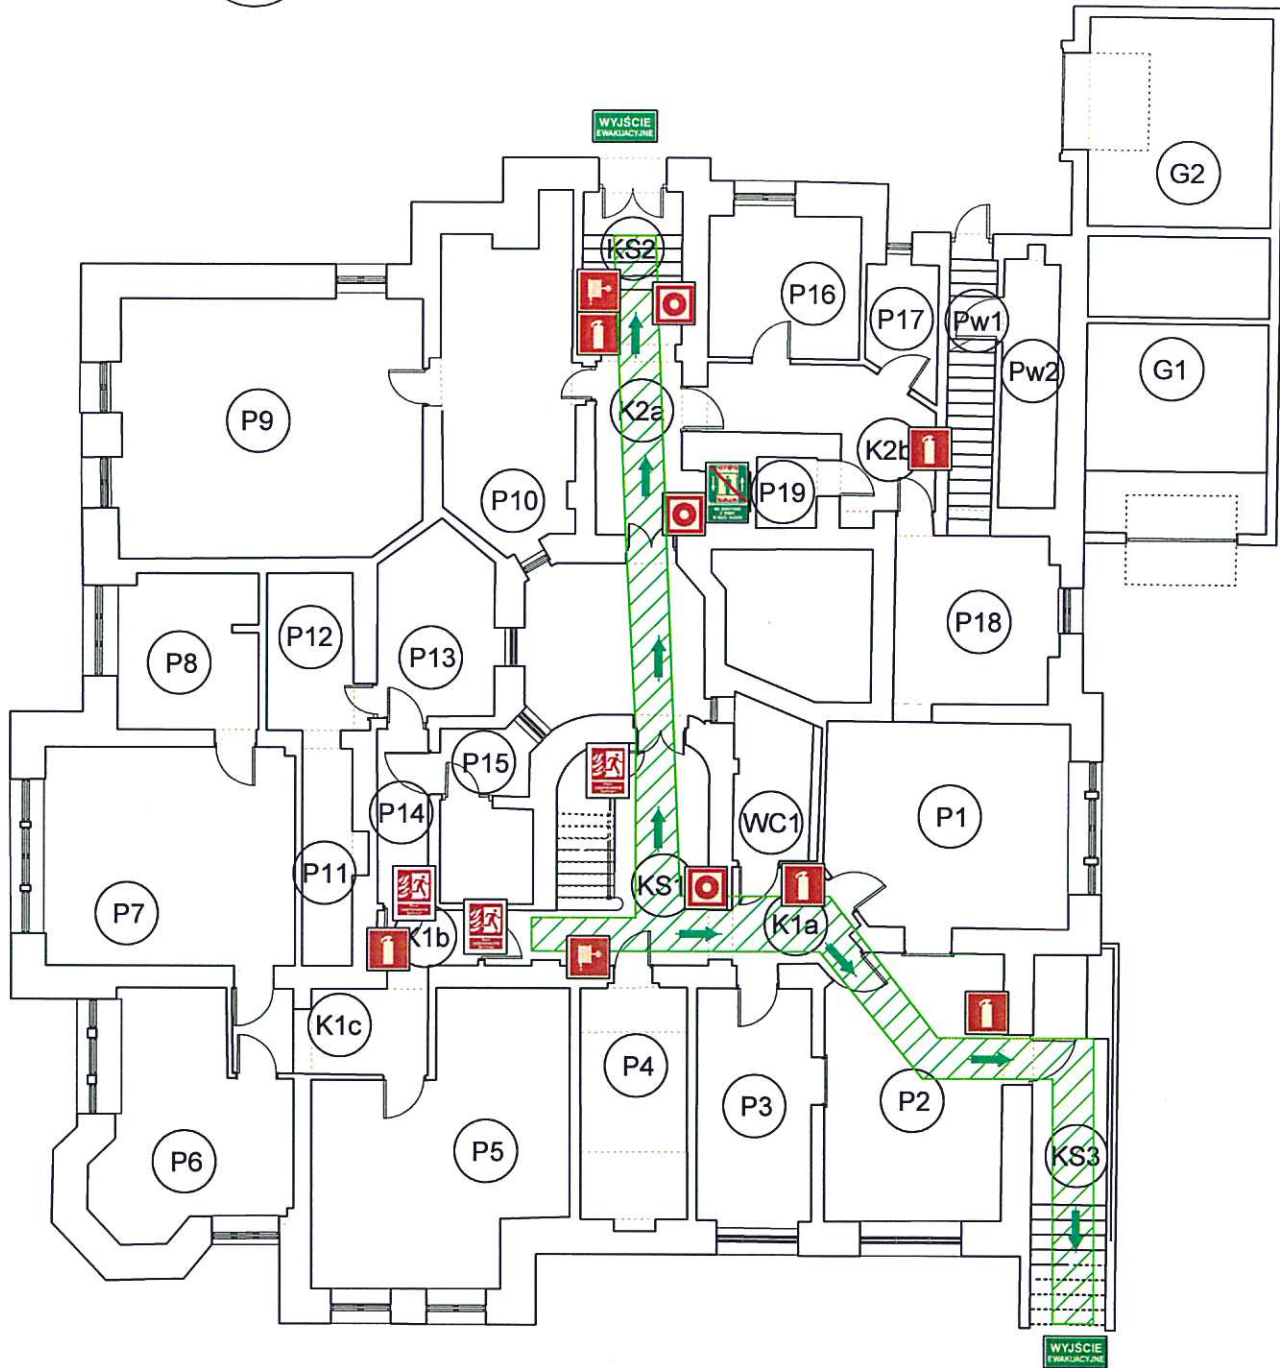 WYJŚCIE
EWAKUACYJNE
G2
KS2
P16
P17
Pw1
Pw2
G1
P9
K2a
K2b
P10
P19
P18
P12
P13
P8
P15
P14
WC1
P1
P11
KS1
P7
K1b
K1a
K1c
P4
P3
P2
P5
P6
KS3
WYJŚCIE
EWAKUACYJNE